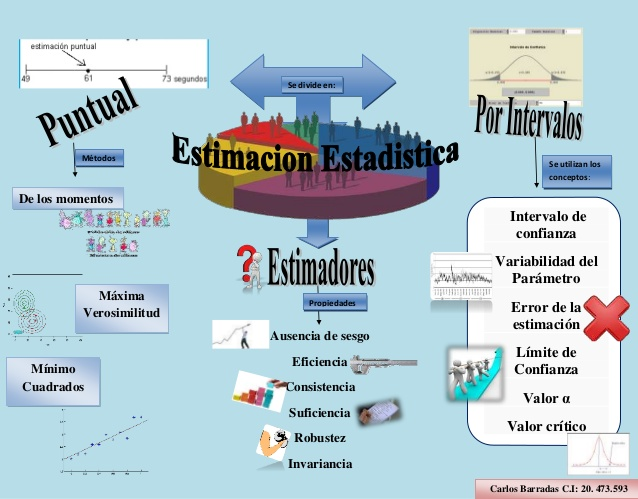 estimación puntual
49
61
73 segundos
Puntual
Métodos
De los momentos
Máxima
Verosimilitud
Mínimo
Cuadrados
Se divide en:
Estimacion Estadistica
Estimadores
Propiedades
Ausencia de sesgo
Eficiencia
Consistencia
Suficiencia
Robustez
Invariancia
Por Intervalos
Se utilizan los
conceptos:
Intervalo de
confianza
Variabilidad del
Parámetro
Error de la
estimación
Límite de
Confianza
Valor α
Valor crítico
Carlos Barradas C.I: 20. 473.593